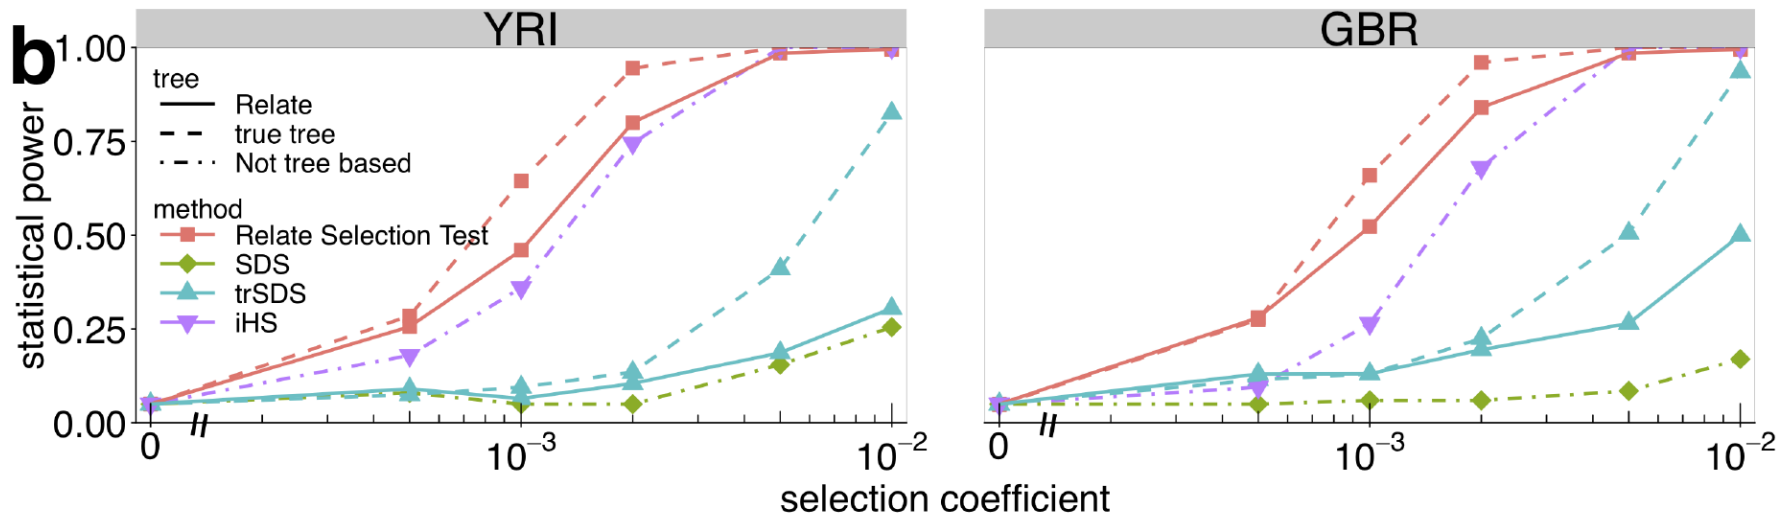 b
YRI
GBR
1.00
0.75
0.50
0.25
0.00
statistical power
tree
Relate
true tree
Not tree based
method
Relate Selection Test
SDS
trSDS
iHS
0
10⁻³
10⁻²
0
10⁻³
10⁻²
selection coefficient